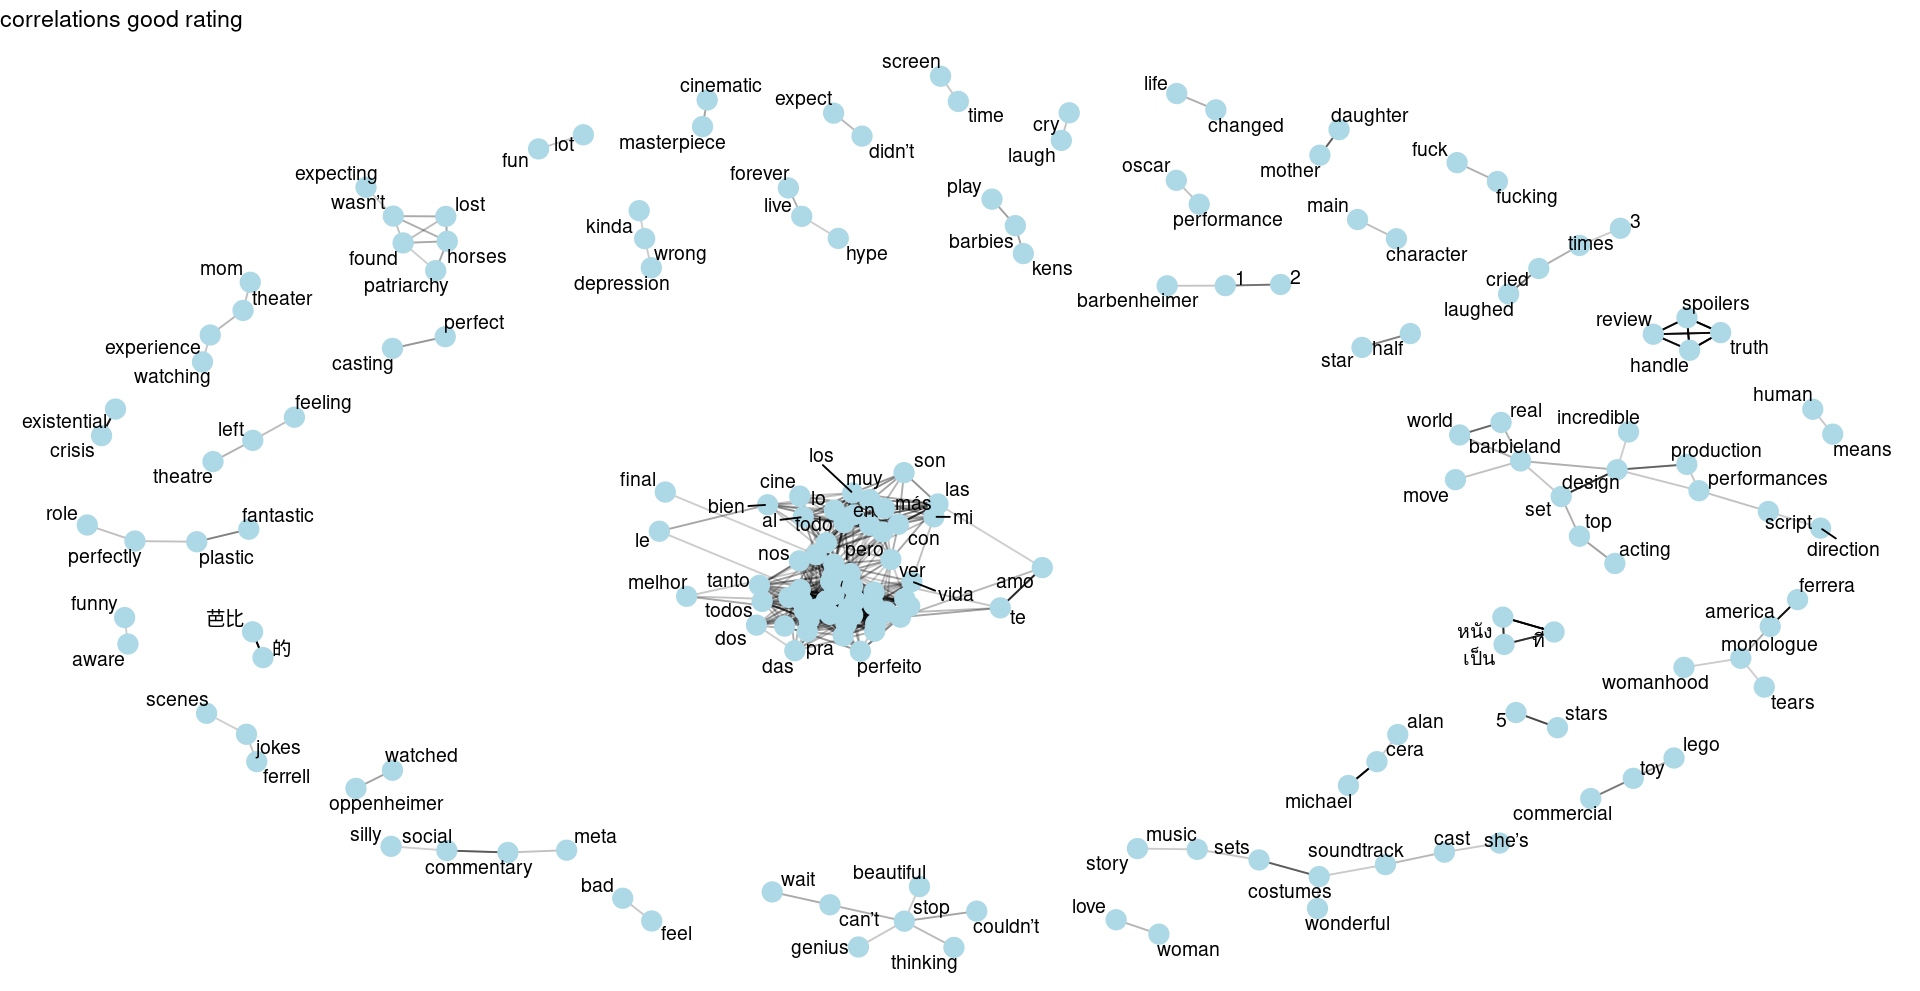 correlations good rating
screen
cinematic
life
expect
time
daughter
cry
changed
lot
masterpiece
didn't
fuck
laugh
fun
oscar
mother
expecting
forever
play
fucking
wasn't
lost
live
main
performance
3
kinda
barbies
times
found
horses
wrong
hype
character
mom
kens
1
2
cried
patriarchy
depression
theater
barbenheimer
spoilers
laughed
review
perfect
experience
half
truth
casting
star
handle
watching
human
feeling
real
incredible
existential
left
world
barbieland
crisis
los
son
production
means
theatre
final
cine
muy
las
design
performances
move
bien
lo
en
más
set
role
fantastic
al
todo
mi
top
script
le
con
perfectly
plastic
nos
pero
acting
direction
melhor
tanto
ver
amo
ferrera
funny
todos
vida
america
芭比
te
หนัง
ที่
aware
的
dos
pra
เป็น
monologue
das
perfeito
womanhood
scenes
tears
5
stars
alan
jokes
cera
lego
watched
ferrell
toy
oppenheimer
michael
commercial
silly
social
meta
music
sets
soundtrack
cast
she's
commentary
story
beautiful
bad
wait
costumes
can't
stop
love
couldn't
wonderful
feel
genius
thinking
woman